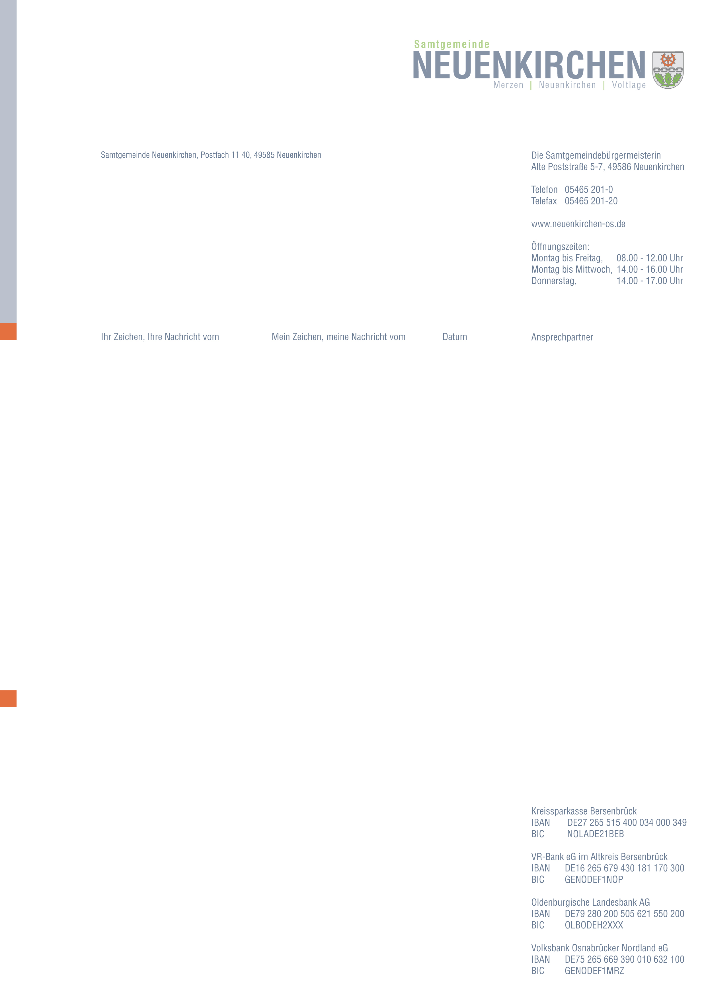 Samtgemeinde
NEUENKIRCHEN
Merzen | Neuenkirchen | Voltlage
Samtgemeinde Neuenkirchen, Postfach 11 40, 49585 Neuenkirchen
Die Samtgemeindebürgermeisterin
Alte Poststraße 5-7, 49586 Neuenkirchen
Telefon 05465 201-0
Telefax 05465 201-20
www.neuenkirchen-os.de
Öffnungszeiten:
Montag bis Freitag, 08.00 - 12.00 Uhr
Montag bis Mittwoch, 14.00 - 16.00 Uhr
Donnerstag, 14.00 - 17.00 Uhr
Ihr Zeichen, Ihre Nachricht vom Mein Zeichen, meine Nachricht vom Datum Ansprechpartner
Kreissparkasse Bersenbrück
IBAN DE27 265 515 400 034 000 349
BIC NOLADE21BEB
VR-Bank eG im Altkreis Bersenbrück
IBAN DE16 265 679 430 181 170 300
BIC GENODEF1NOP
Oldenburgische Landesbank AG
IBAN DE79 280 200 505 621 550 200
BIC OLBODEH2XXX
Volksbank Osnabrücker Nordland eG
IBAN DE75 265 669 390 010 632 100
BIC GENODEF1MRZ